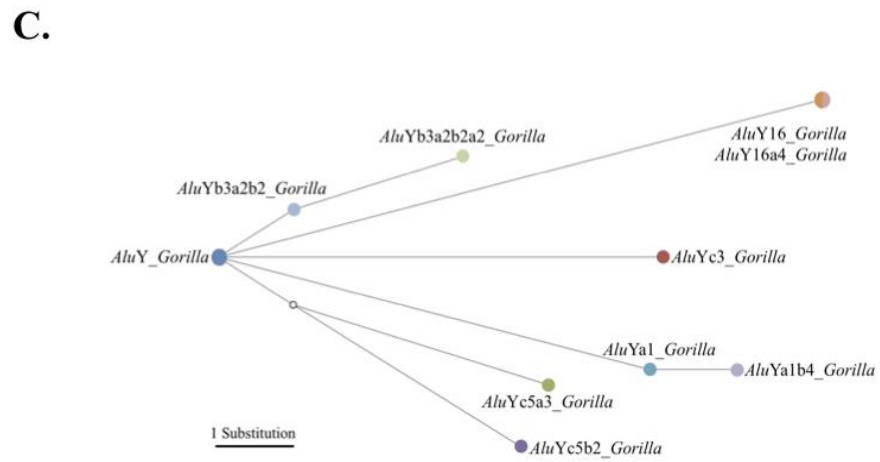 C.
AluYb3a2b2a2_Gorilla
AluY16_Gorilla
AluY16a4_Gorilla
AluYb3a2b2_Gorilla
AluY_Gorilla
AluYc3_Gorilla
AluYa1_Gorilla
AluYa1b4_Gorilla
AluYc5a3_Gorilla
1 Substitution
AluYc5b2_Gorilla